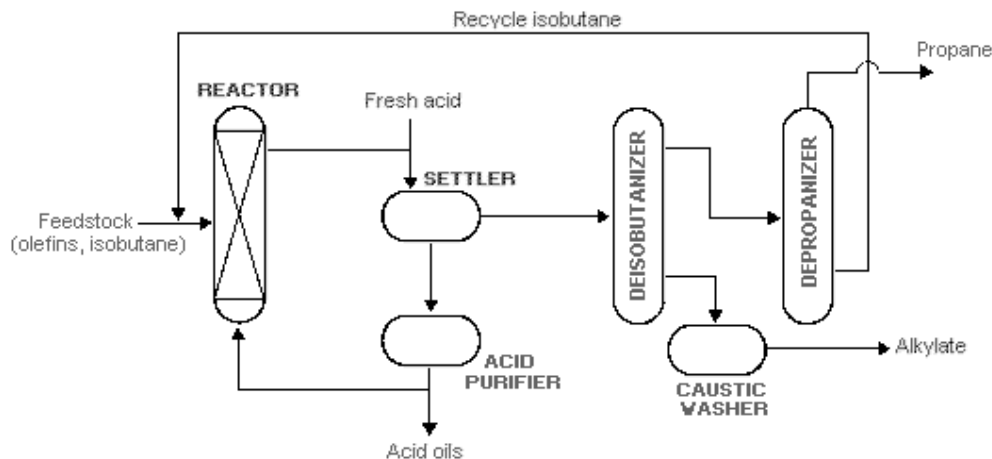 Recycle isobutane
Propane
REACTOR
Fresh acid
SETTLER
Feedstock
(olefins, isobutane)
DEISOBUTANIZER
DEPROPANIZER
ACID
PURIFIER
Alkylate
CAUSTIC
WASHER
Acid oils